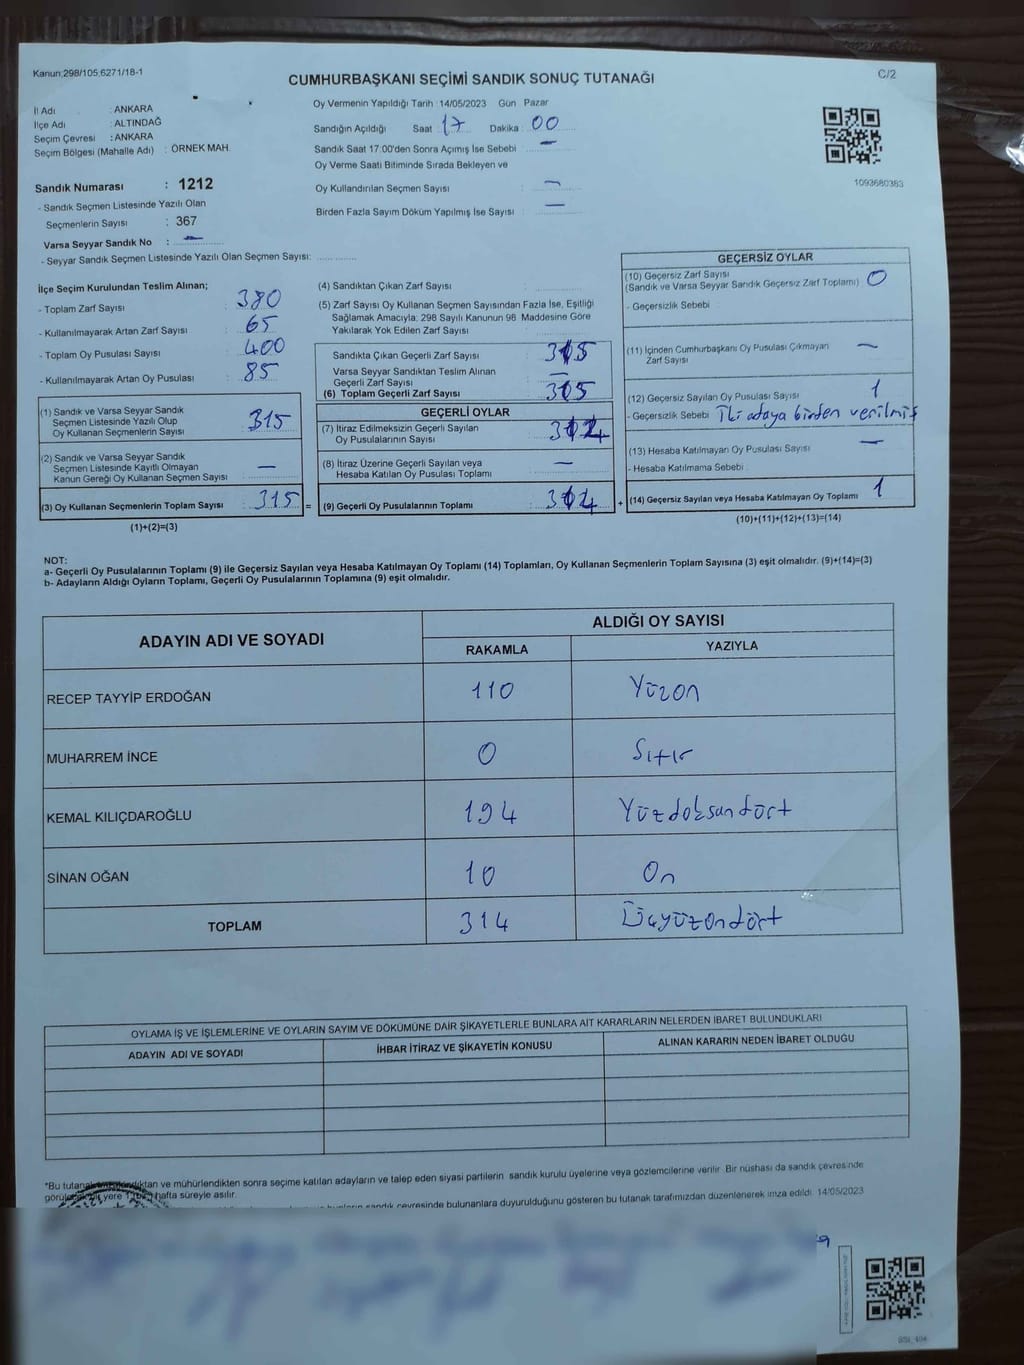 Kanun;298/105,6271/18-1
C/2
CUMHURBAŞKANI SEÇİMİ SANDIK SONUÇ TUTANAĞI
İl Adı : ANKARA
İlçe Adı : ALTINDAĞ
Seçim Çevresi : ANKARA
Seçim Bölgesi (Mahalle Adı) : ÖRNEK MAH.
Sandık Numarası : 1212
- Sandık Seçmen Listesinde Yazılı Olan
Seçmenlerin Sayısı : 367
Varsa Seyyar Sandık No : —
- Seyyar Sandık Seçmen Listesinde Yazılı Olan Seçmen Sayısı:
Oy Vermenin Yapıldığı Tarih : 14/05/2023 Gün Pazar
Sandığın Açıldığı Saat : 17 Dakika : 00
Sandık Saat 17:00'den Sonra Açımış İse Sebebi : —
Oy Verme Saati Bitiminde Sırada Bekleyen ve
Oy Kullandırılan Seçmen Sayısı : —
Birden Fazla Sayım Döküm Yapılmış İse Sayısı : —
1093680383
İlçe Seçim Kurulundan Teslim Alınan;
- Toplam Zarf Sayısı : 380
- Kullanılmayarak Artan Zarf Sayısı : 65
- Toplam Oy Pusulası Sayısı : 400
- Kullanılmayarak Artan Oy Pusulası : 85
(1) Sandık ve Varsa Seyyar Sandık
Seçmen Listesinde Yazılı Olup
Oy Kullanan Seçmenlerin Sayısı : 315
(2) Sandık ve Varsa Seyyar Sandık
Seçmen Listesinde Kayıtlı Olmayan
Kanun Gereği Oy Kullanan Seçmen Sayısı : —
(3) Oy Kullanan Seçmenlerin Toplam Sayısı : 315 =
(1)+(2)=(3)
(4) Sandıktan Çıkan Zarf Sayısı :
(5) Zarf Sayısı Oy Kullanan Seçmen Sayısından Fazla İse, Eşitliği
Sağlamak Amacıyla; 298 Sayılı Kanunun 98 Maddesine Göre
Yakılarak Yok Edilen Zarf Sayısı :
Sandıkta Çıkan Geçerli Zarf Sayısı : 315
Varsa Seyyar Sandıktan Teslim Alınan
Geçerli Zarf Sayısı : —
(6) Toplam Geçerli Zarf Sayısı : 315
GEÇERLİ OYLAR
(7) İtiraz Edilmeksizin Geçerli Sayılan
Oy Pusulalarının Sayısı : 314
(8) İtiraz Üzerine Geçerli Sayılan veya
Hesaba Katılan Oy Pusulası Toplamı : —
(9) Geçerli Oy Pusulalarının Toplamı : 314 +
GEÇERSİZ OYLAR
(10) Geçersiz Zarf Sayısı
(Sandık ve Varsa Seyyar Sandık Geçersiz Zarf Toplamı) : 0
- Geçersizlik Sebebi :
(11) İçinden Cumhurbaşkanı Oy Pusulası Çıkmayan
Zarf Sayısı : —
(12) Geçersiz Sayılan Oy Pusulası Sayısı : 1
- Geçersizlik Sebebi : İki adaya birden verilmiş
(13) Hesaba Katılmayan Oy Pusulası Sayısı : —
- Hesaba Katılmama Sebebi :
(14) Geçersiz Sayılan veya Hesaba Katılmayan Oy Toplamı : 1
(10)+(11)+(12)+(13)=(14)
NOT:
a- Geçerli Oy Pusulalarının Toplamı (9) ile Geçersiz Sayılan veya Hesaba Katılmayan Oy Toplamı (14) Toplamları, Oy Kullanan Seçmenlerin Toplam Sayısına (3) eşit olmalıdır. (9)+(14)=(3)
b- Adayların Aldığı Oyların Toplamı, Geçerli Oy Pusulalarının Toplamına (9) eşit olmalıdır.
ADAYIN ADI VE SOYADI
ALDIĞI OY SAYISI
RAKAMLA YAZIYLA
RECEP TAYYİP ERDOĞAN 110 Yüzon
MUHARREM İNCE 0 Sıfır
KEMAL KILIÇDAROĞLU 194 Yüzdoksandört
SİNAN OĞAN 10 On
TOPLAM 314 Üçyüzondört
OYLAMA İŞ VE İŞLEMLERİNE VE OYLARIN SAYIM VE DÖKÜMÜNE DAİR ŞİKAYETLERLE BUNLARA AİT KARARLARIN NELERDEN İBARET BULUNDUKLARI
ADAYIN ADI VE SOYADI İHBAR İTİRAZ VE ŞİKAYETİN KONUSU ALINAN KARARIN NEDEN İBARET OLDUĞU
*Bu tutanak ve mühürlendikten sonra seçime katılan adayların ve talep eden siyasi partilerin sandık kurulu üyelerine veya gözlemcilerine verilir. Bir nüshası da sandık çevresinde
bir yere 1 hafta süreyle asılır.
sandık çevresinde bulunanlara duyurulduğunu gösteren bu tutanak tarafımızdan düzenlenerek imza edildi. 14/05/2023